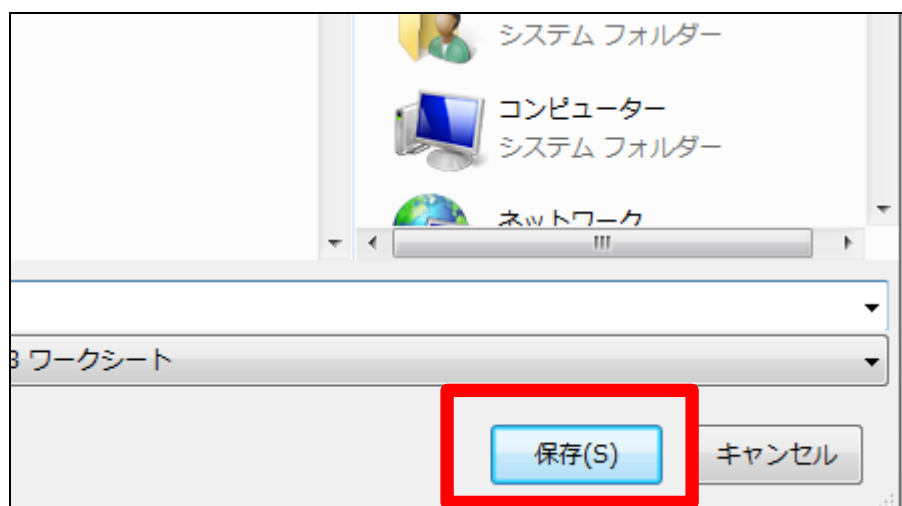 システム フォルダー
コンピューター
システム フォルダー
ネットワーク
3 ワークシート
保存(S)
キャンセル